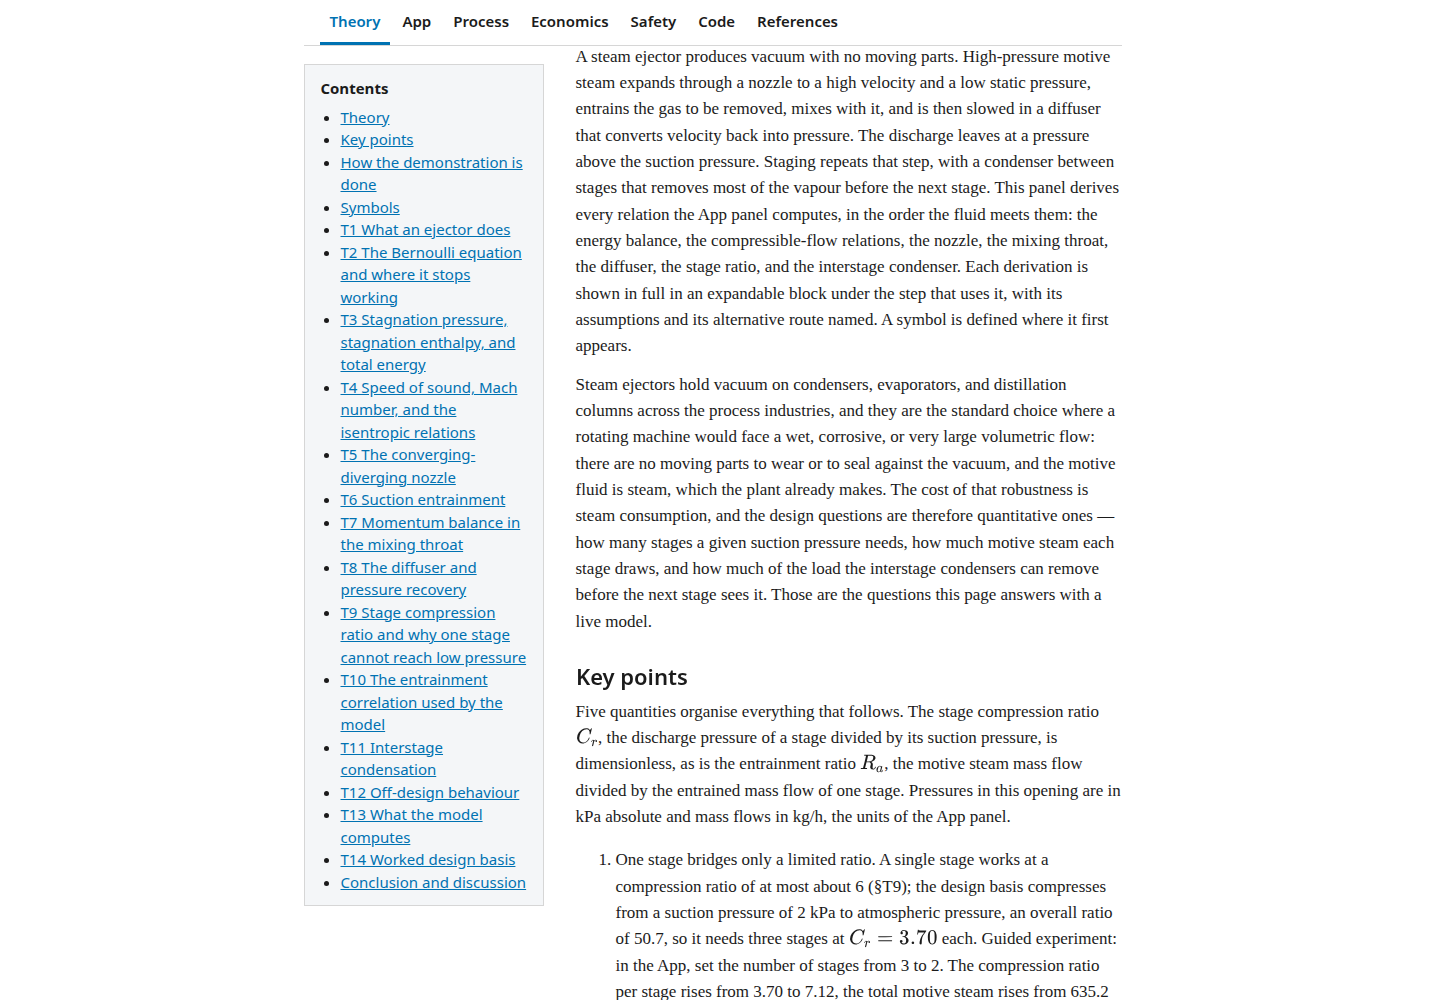 Theory App Process Economics Safety Code References
Contents
Theory
Key points
How the demonstration is
done
Symbols
T1 What an ejector does
T2 The Bernoulli equation
and where it stops
working
T3 Stagnation pressure,
stagnation enthalpy, and
total energy
T4 Speed of sound, Mach
number, and the
isentropic relations
T5 The converging-
diverging nozzle
T6 Suction entrainment
T7 Momentum balance in
the mixing throat
T8 The diffuser and
pressure recovery
T9 Stage compression
ratio and why one stage
cannot reach low pressure
T10 The entrainment
correlation used by the
model
T11 Interstage
condensation
T12 Off-design behaviour
T13 What the model
computes
T14 Worked design basis
Conclusion and discussion
A steam ejector produces vacuum with no moving parts. High-pressure motive
steam expands through a nozzle to a high velocity and a low static pressure,
entrains the gas to be removed, mixes with it, and is then slowed in a diffuser
that converts velocity back into pressure. The discharge leaves at a pressure
above the suction pressure. Staging repeats that step, with a condenser between
stages that removes most of the vapour before the next stage. This panel derives
every relation the App panel computes, in the order the fluid meets them: the
energy balance, the compressible-flow relations, the nozzle, the mixing throat,
the diffuser, the stage ratio, and the interstage condenser. Each derivation is
shown in full in an expandable block under the step that uses it, with its
assumptions and its alternative route named. A symbol is defined where it first
appears.
Steam ejectors hold vacuum on condensers, evaporators, and distillation
columns across the process industries, and they are the standard choice where a
rotating machine would face a wet, corrosive, or very large volumetric flow:
there are no moving parts to wear or to seal against the vacuum, and the motive
fluid is steam, which the plant already makes. The cost of that robustness is
steam consumption, and the design questions are therefore quantitative ones —
how many stages a given suction pressure needs, how much motive steam each
stage draws, and how much of the load the interstage condensers can remove
before the next stage sees it. Those are the questions this page answers with a
live model.
Key points
Five quantities organise everything that follows. The stage compression ratio
C_r, the discharge pressure of a stage divided by its suction pressure, is
dimensionless, as is the entrainment ratio R_a, the motive steam mass flow
divided by the entrained mass flow of one stage. Pressures in this opening are in
kPa absolute and mass flows in kg/h, the units of the App panel.
1. One stage bridges only a limited ratio. A single stage works at a
compression ratio of at most about 6 (§T9); the design basis compresses
from a suction pressure of 2 kPa to atmospheric pressure, an overall ratio
of 50.7, so it needs three stages at C_r = 3.70 each. Guided experiment:
in the App, set the number of stages from 3 to 2. The compression ratio
per stage rises from 3.70 to 7.12, the total motive steam rises from 635.2